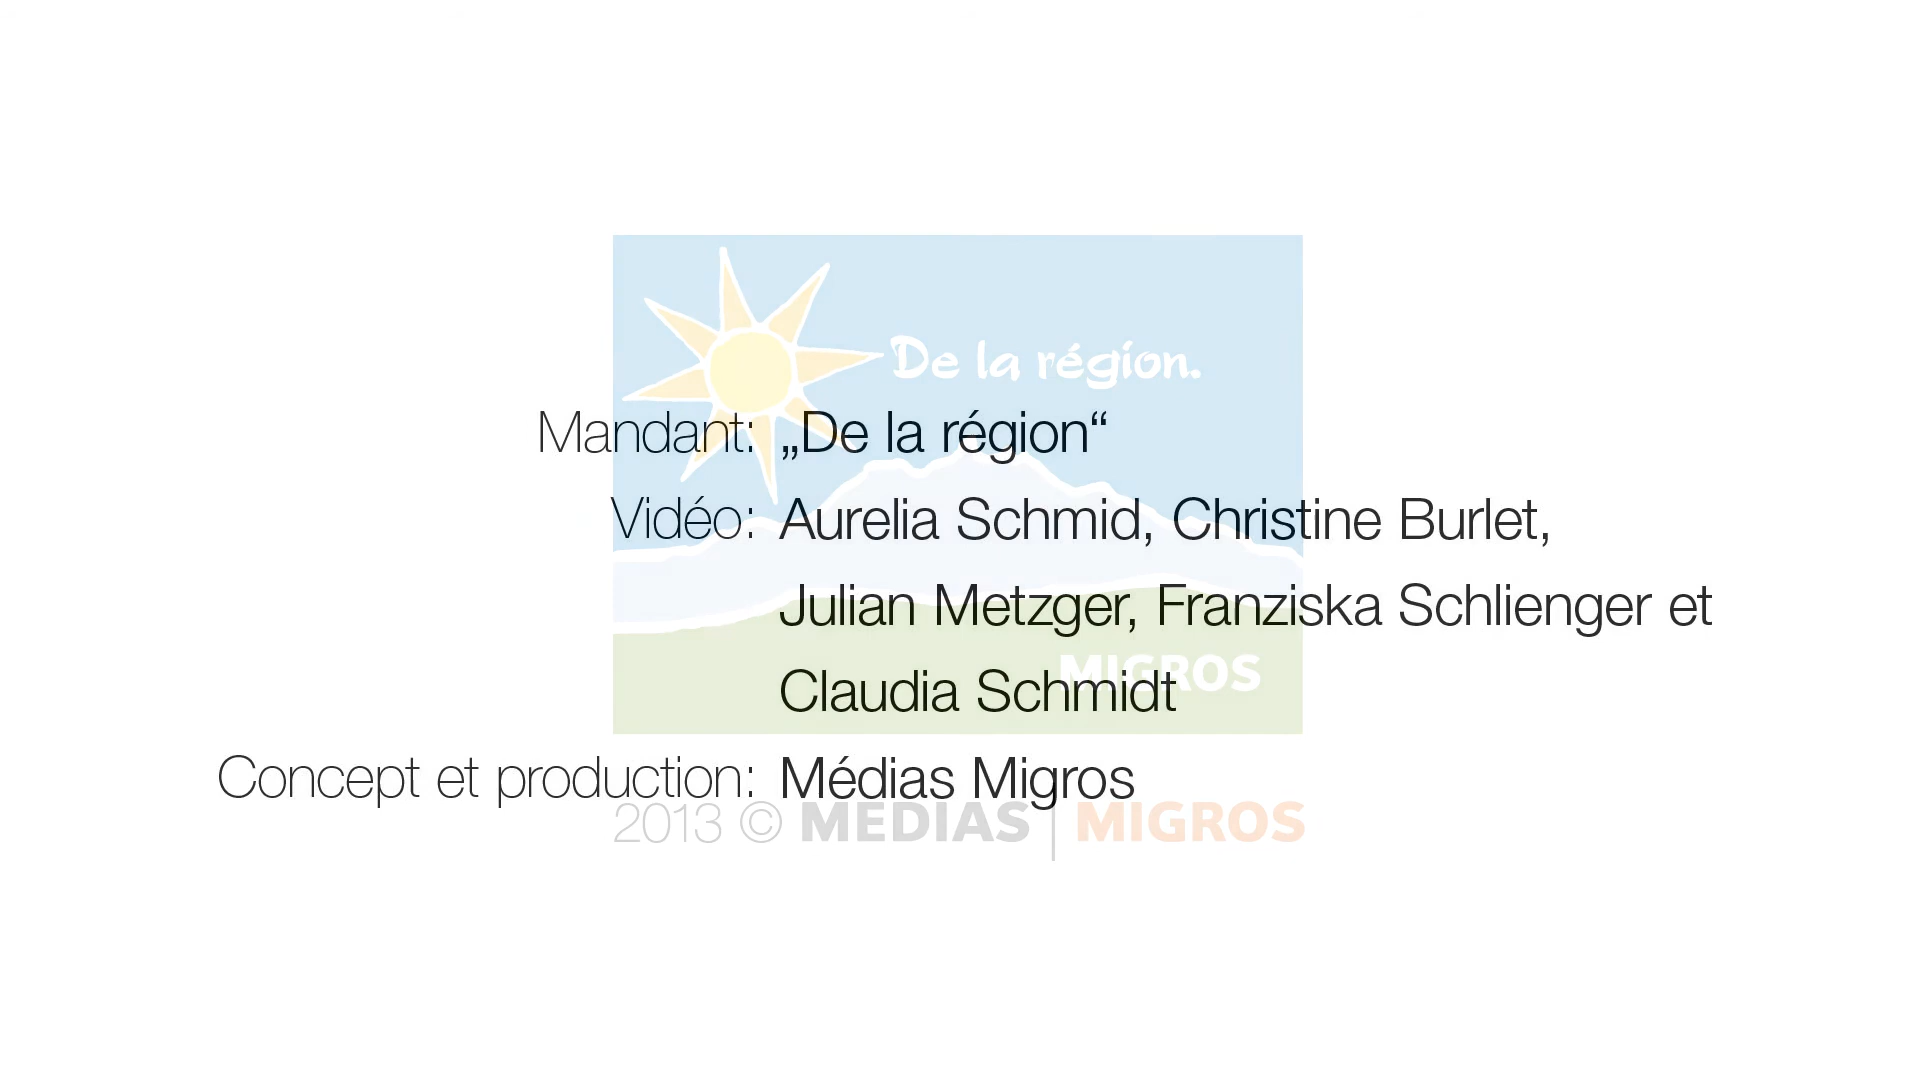 De la région.
Mandant: „De la région“
Vidéo: Aurelia Schmid, Christine Burlet,
Julian Metzger, Franziska Schlienger et
MIGROS
Claudia Schmidt
Concept et production: Médias Migros
2013 © MEDIAS | MIGROS